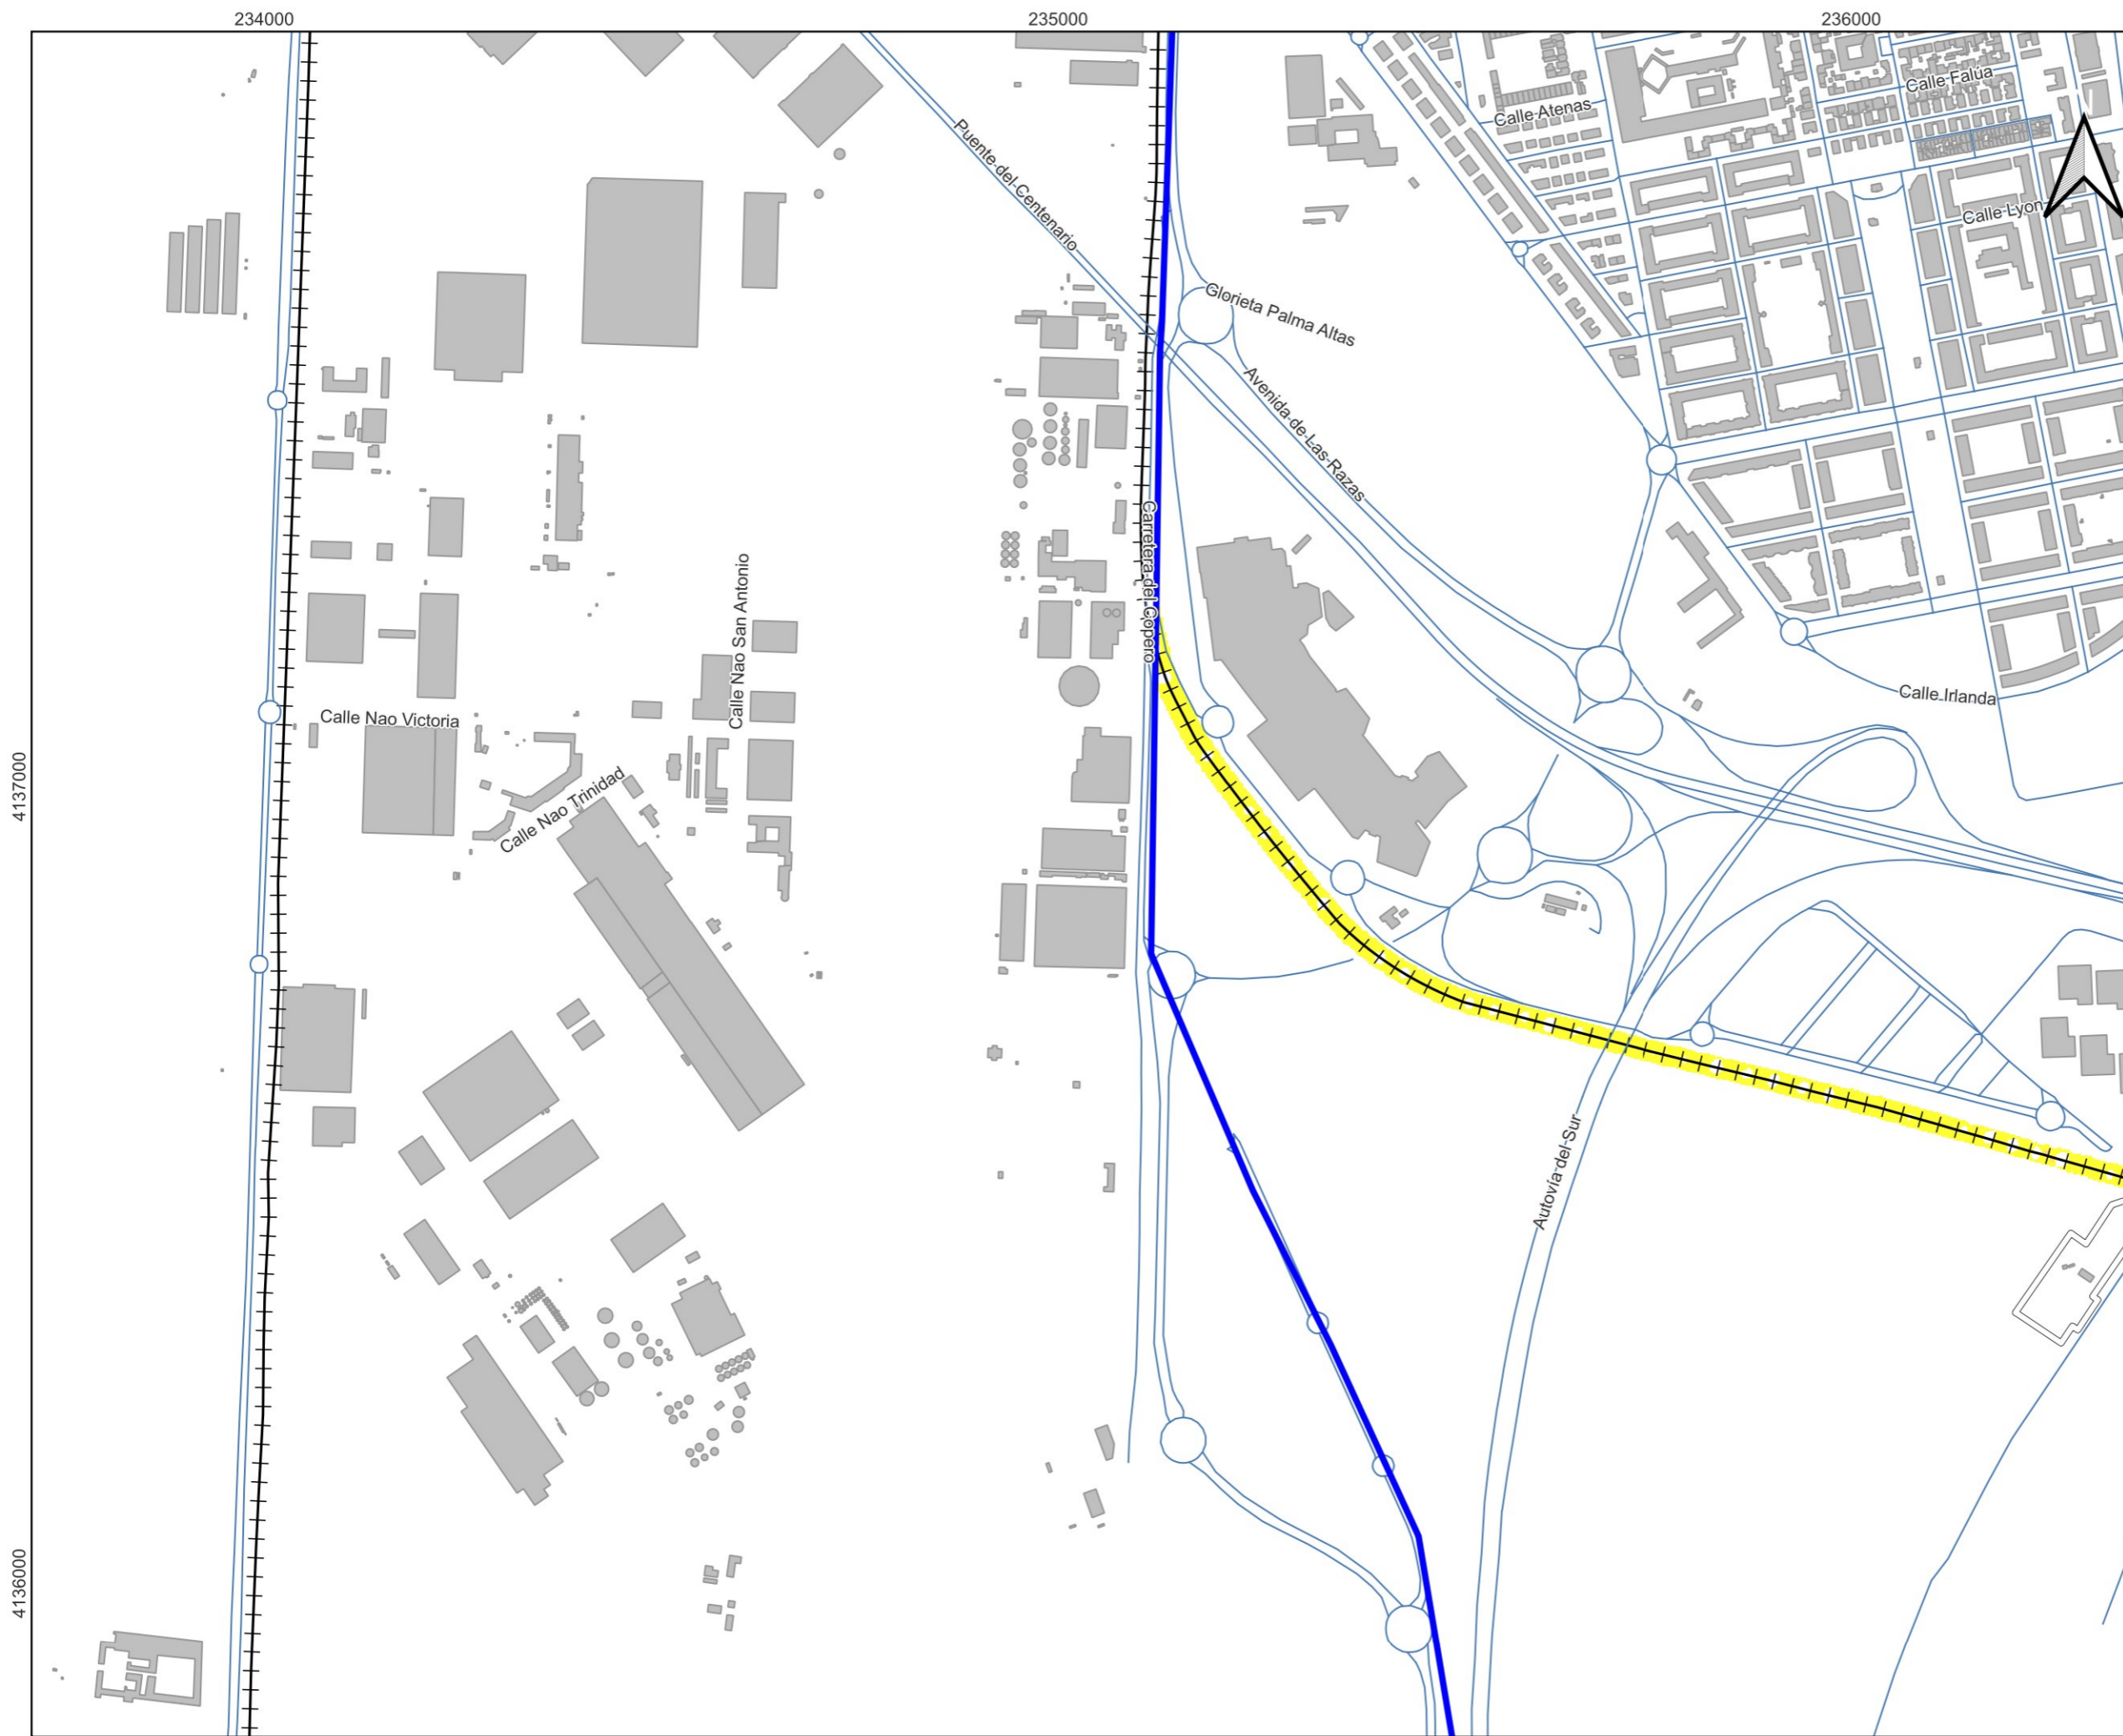 234000
235000
236000
Calle Falúa
Calle Atenas
Puente del Centenario
Calle Lyon
Glorieta Palma Altas
Avenida de Las Razas
Carretera del Copero
Calle Nao San Antonio
Calle Irlanda
Calle Nao Victoria
Calle Nao Trinidad
4137000
Autovía del Sur
4136000